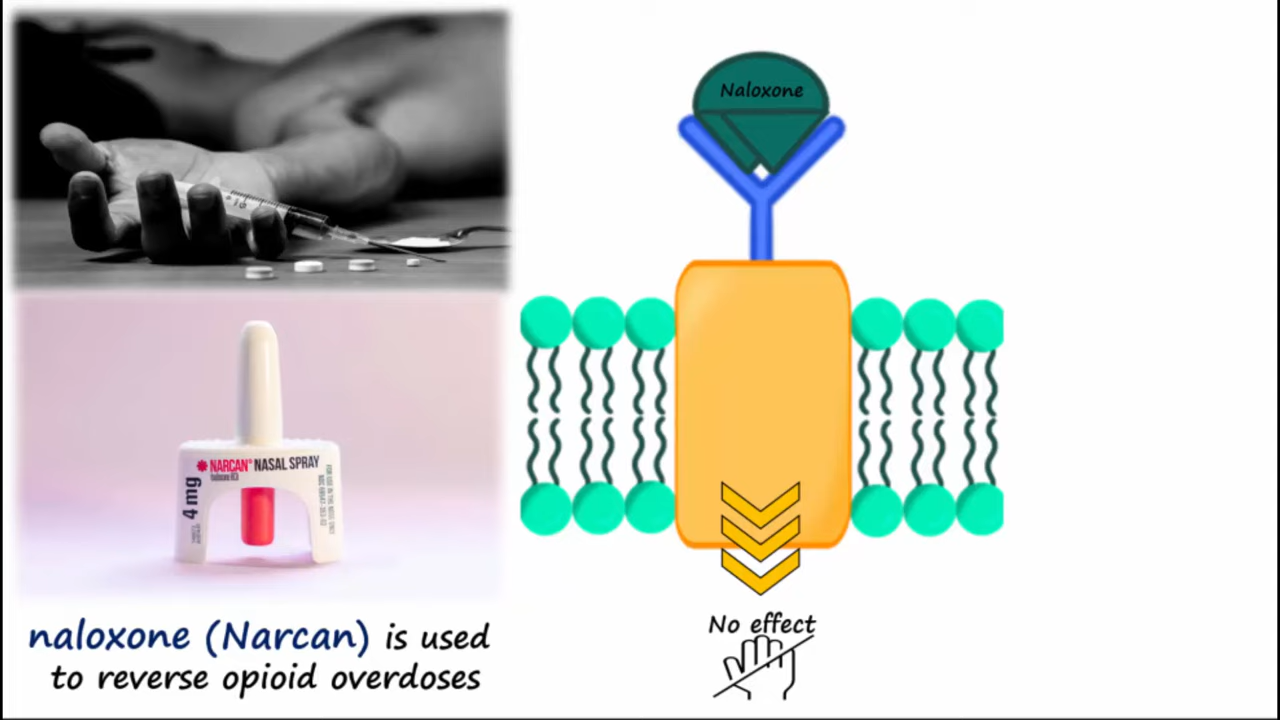 Naloxone
NARCAN® NASAL SPRAY
4 mg
naloxone (Narcan) is used
to reverse opioid overdoses
No effect